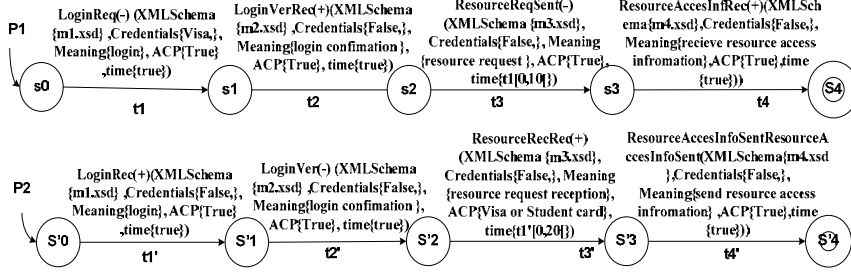 P1
LoginReq(-) (XMLSchema
{m1.xsd} ,Credentials{Visa,},
Meaning{login}, ACP{True}
,time{true})
LoginVerReq(+)(XMLSchema
{m2.xsd} ,Credentials{False,},
Meaning{login confimation },
ACP{True}, time{true})
ResourceReqSent(-)
(XMLSchema {m3.xsd},
Credentials{False,}, Meaning
{resource request }, ACP{True},
time{t1[0,10[})
ResourceAccesInfRec(+)(XMLSch
ema{m4.xsd},Credentials{False,},
Meaning{recieve resource access
infromation},ACP{True},time
{true}))
s0
s1
s2
s3
S4
t1
t2
t3
t4
P2
LoginRec(+)(XMLSchema
{m1.xsd} ,Credentials{False,},
Meaning{login}, ACP{True}
,time{true})
LoginVer(-) (XMLSchema
{m2.xsd} ,Credentials{False,},
Meaning{login confimation },
ACP{True}, time{true})
ResourceRecReq(+)
(XMLSchema {m3.xsd},
Credentials{False,}, Meaning
{resource request reception},
ACP{Visa or Student card},
time{t1'[0,20[})
ResourceAccesInfoSentResourceA
ccesInfoSent(XMLSchema{m4.xsd
},Credentials{False,},
Meaning{send resource access
infromation} ,ACP{True},time
{true}))
S'0
S'1
S'2
S'3
S'4
t1'
t2'
t3'
t4'